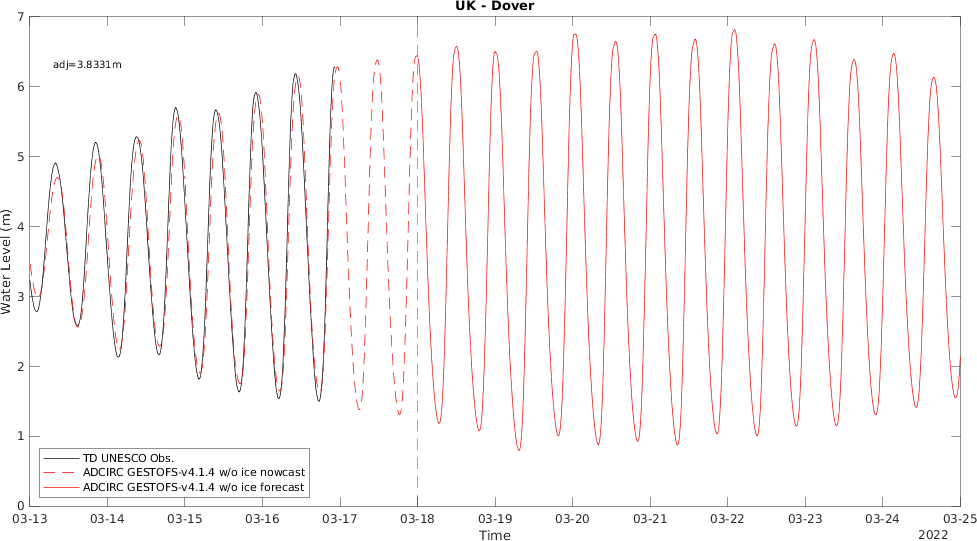 UK - Dover
adj=3.8331m
Water Level (m)
7
6
5
4
3
2
1
0
TD UNESCO Obs.
ADCIRC GESTOFS-v4.1.4 w/o ice nowcast
ADCIRC GESTOFS-v4.1.4 w/o ice forecast
03-13 03-14 03-15 03-16 03-17 03-18 03-19 03-20 03-21 03-22 03-23 03-24 03-25
Time
2022